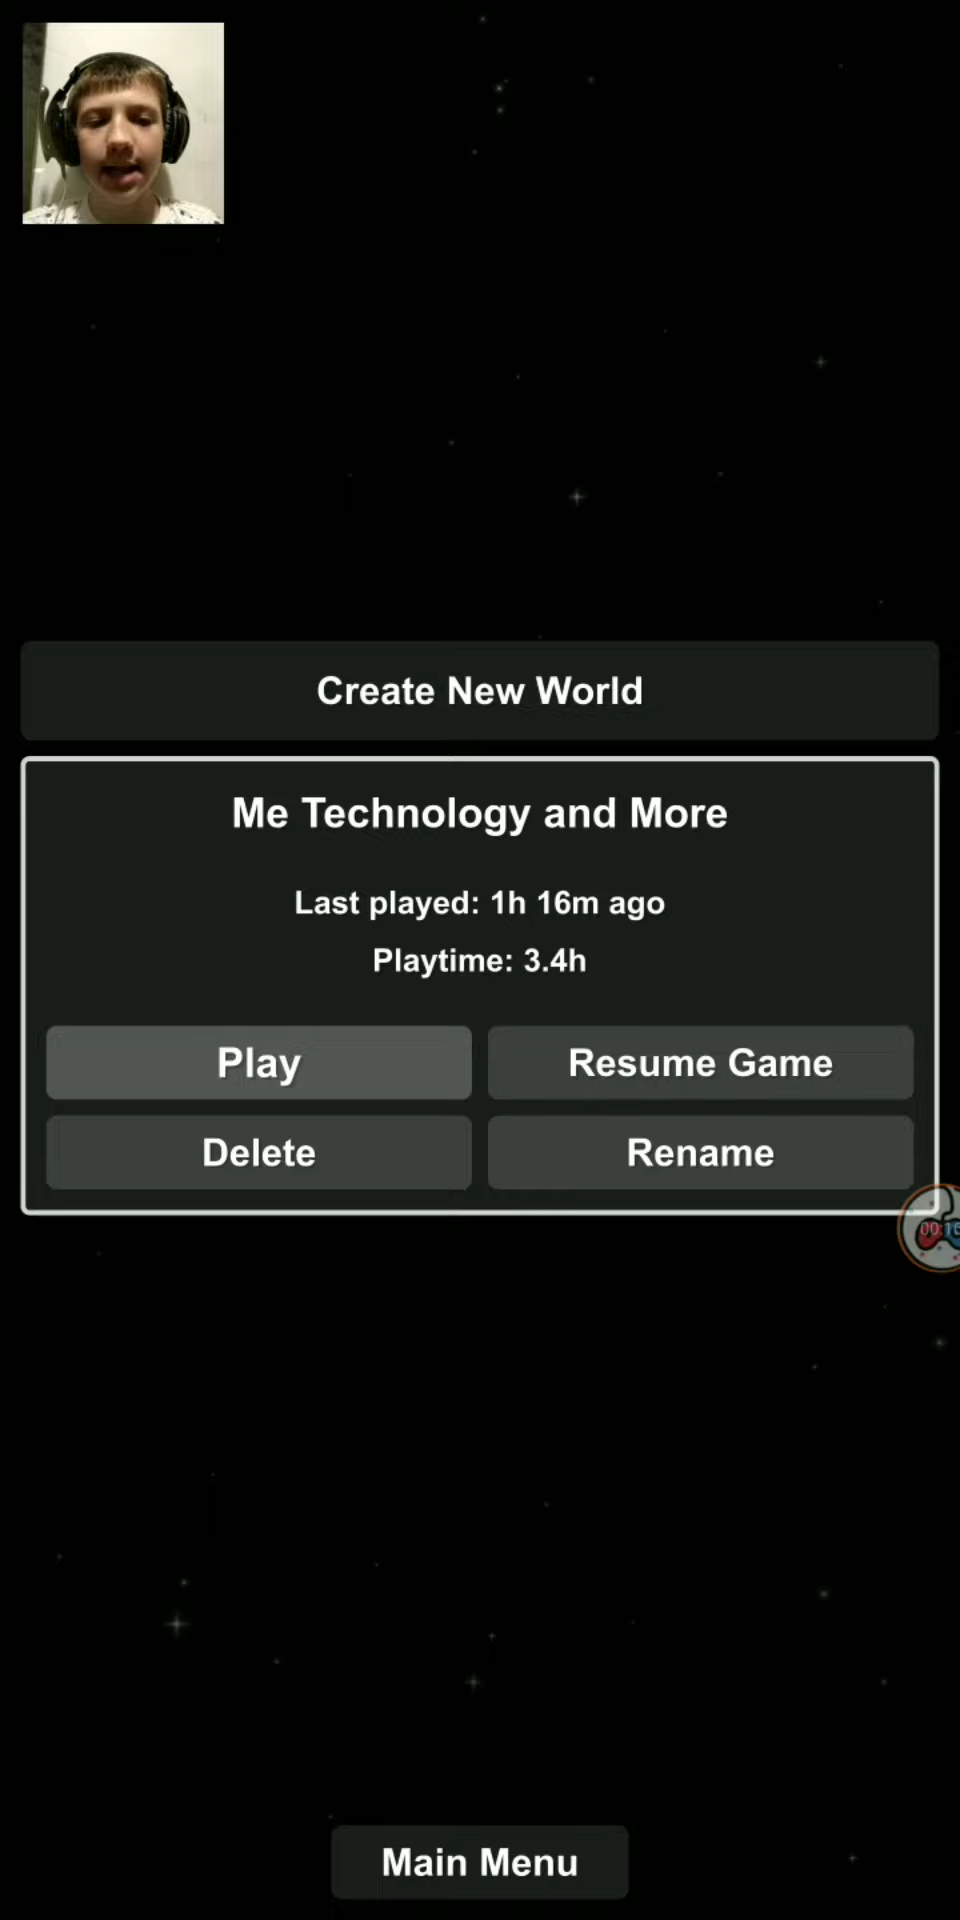 Create New World
Me Technology and More
Last played: 1h 16m ago
Playtime: 3.4h
Play
Resume Game
Delete
Rename
Main Menu